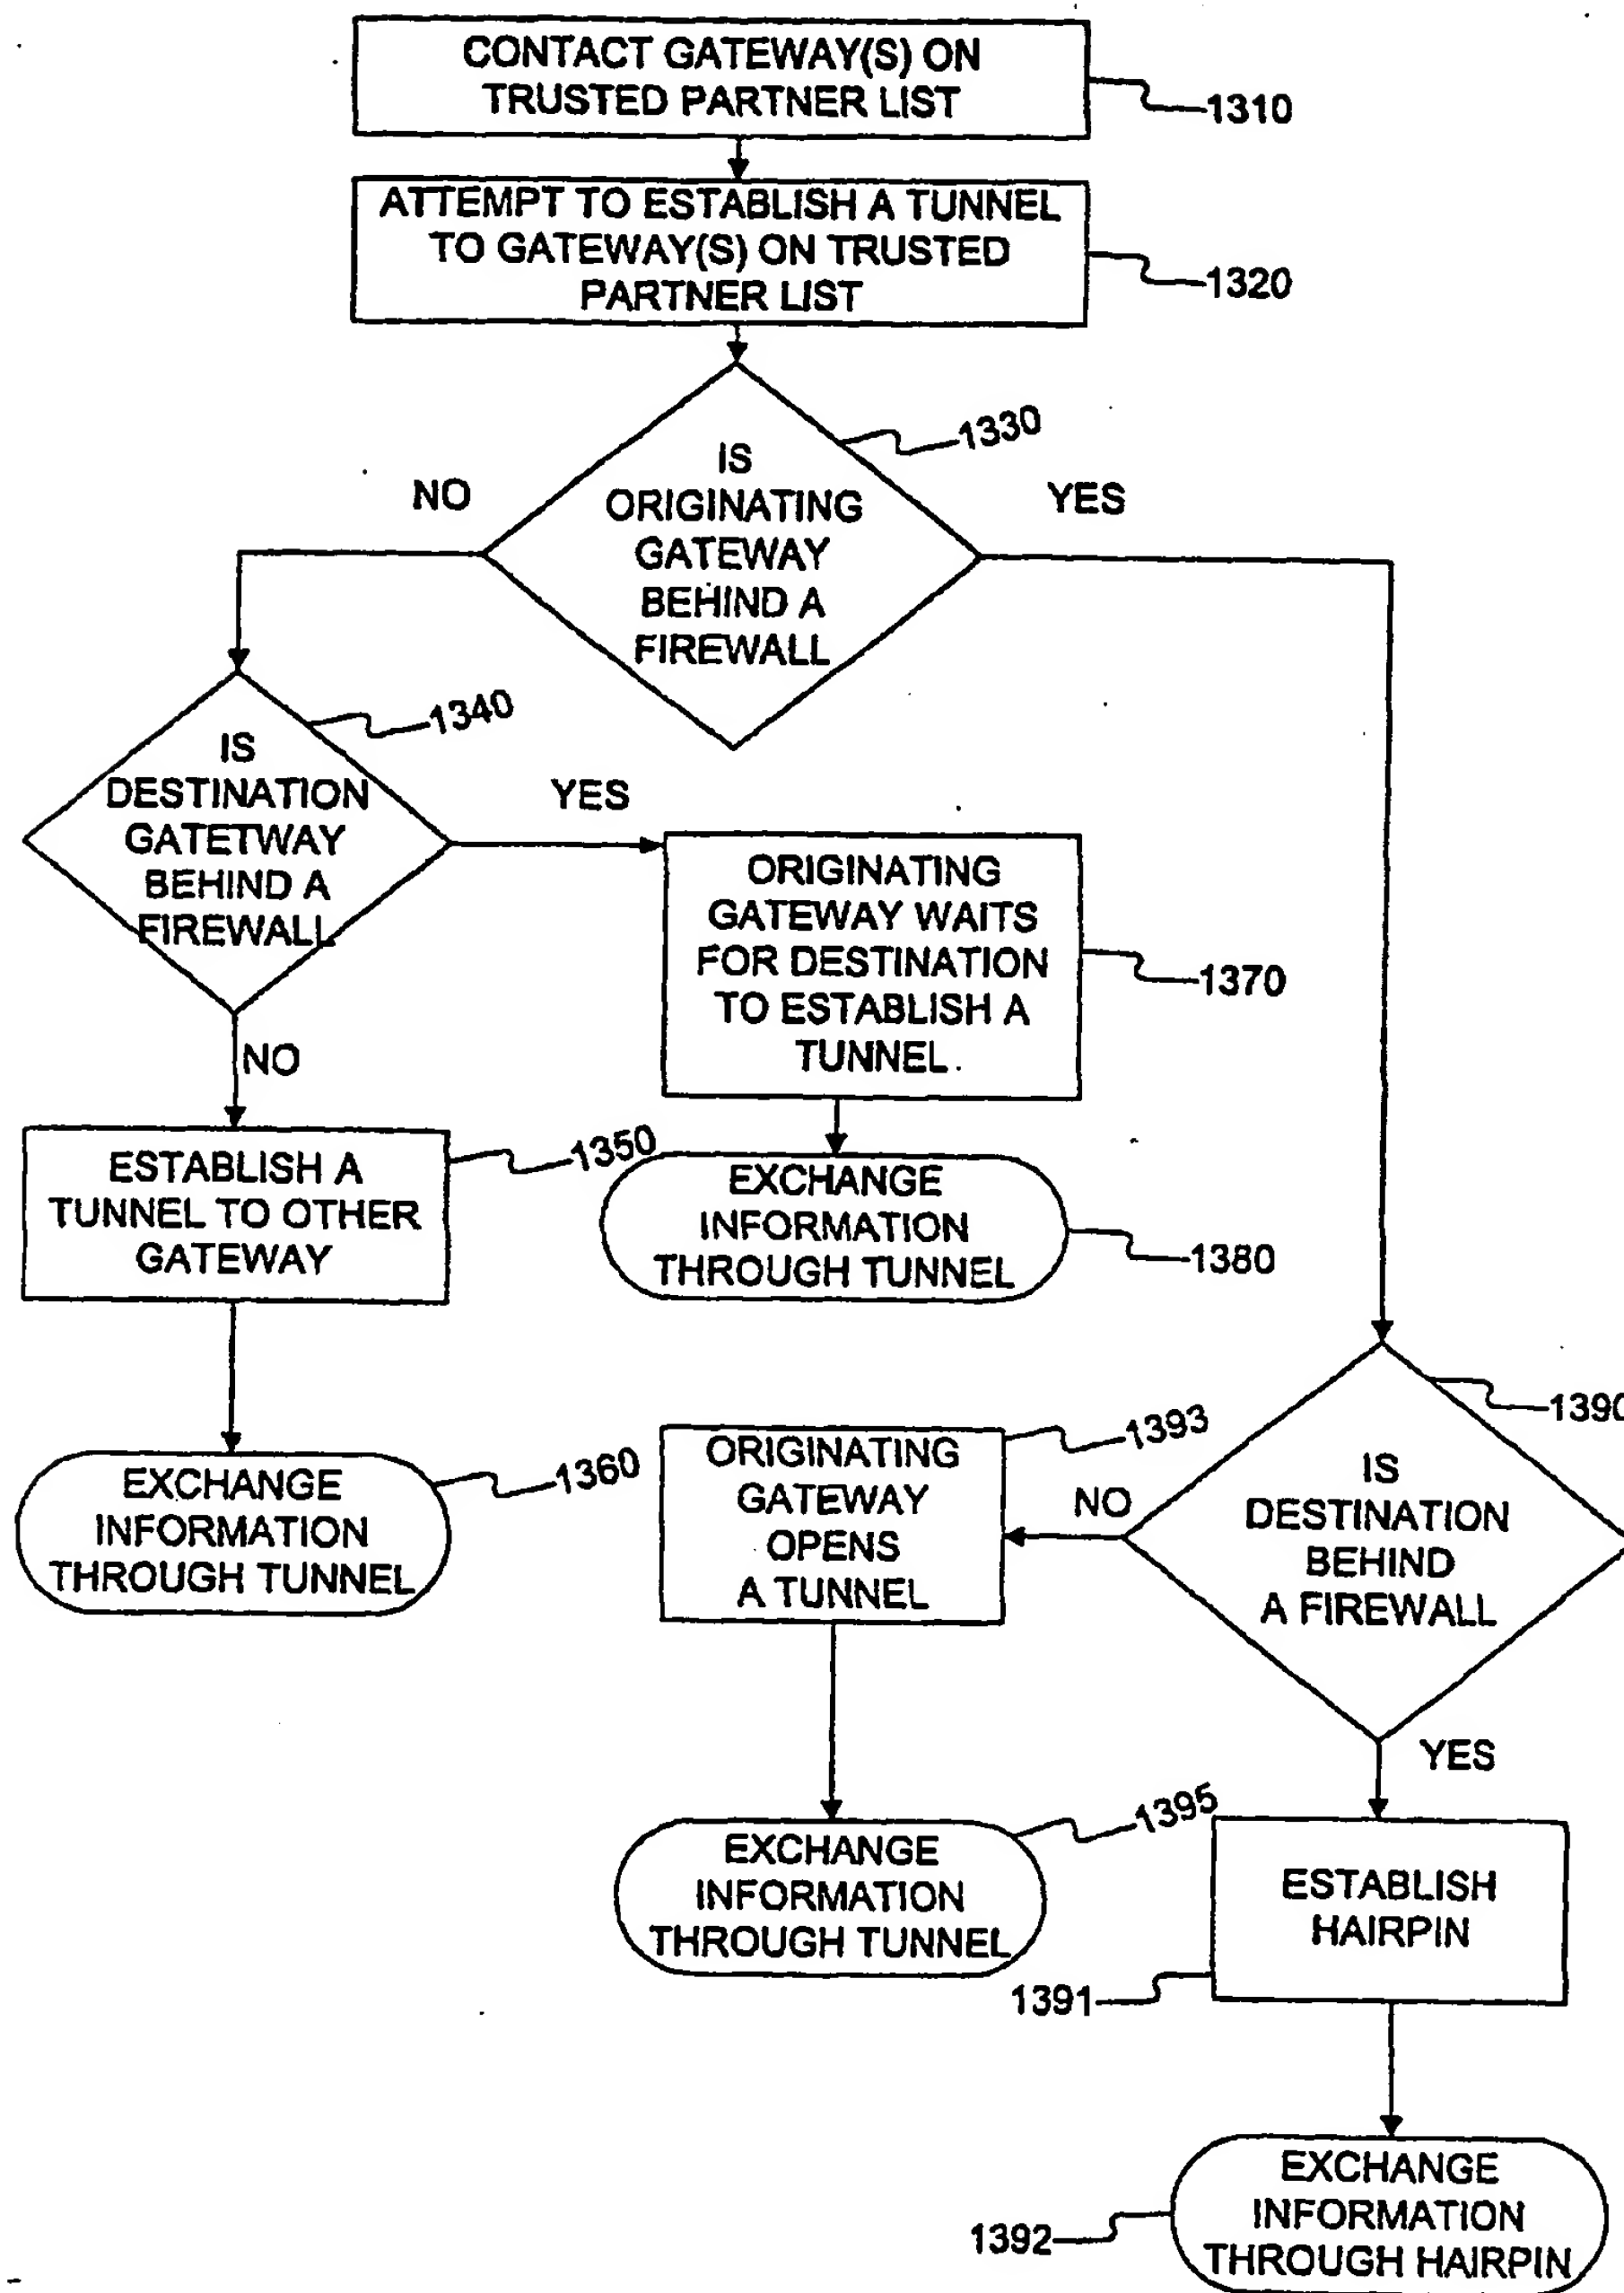 CONTACT GATEWAY(S) ON
TRUSTED PARTNER LIST
1310
ATTEMPT TO ESTABLISH A TUNNEL
TO GATEWAY(S) ON TRUSTED
PARTNER LIST
1320
1330
IS
ORIGINATING
GATEWAY
BEHIND A
FIREWALL
NO
YES
1340
IS
DESTINATION
GATETWAY
BEHIND A
FIREWALL
YES
NO
ORIGINATING
GATEWAY WAITS
FOR DESTINATION
TO ESTABLISH A
TUNNEL
1370
ESTABLISH A
TUNNEL TO OTHER
GATEWAY
1350
EXCHANGE
INFORMATION
THROUGH TUNNEL
1380
EXCHANGE
INFORMATION
THROUGH TUNNEL
1360
1390
IS
DESTINATION
BEHIND
A FIREWALL
NO
YES
ORIGINATING
GATEWAY
OPENS
A TUNNEL
1393
EXCHANGE
INFORMATION
THROUGH TUNNEL
1395
ESTABLISH
HAIRPIN
1391
EXCHANGE
INFORMATION
THROUGH HAIRPIN
1392